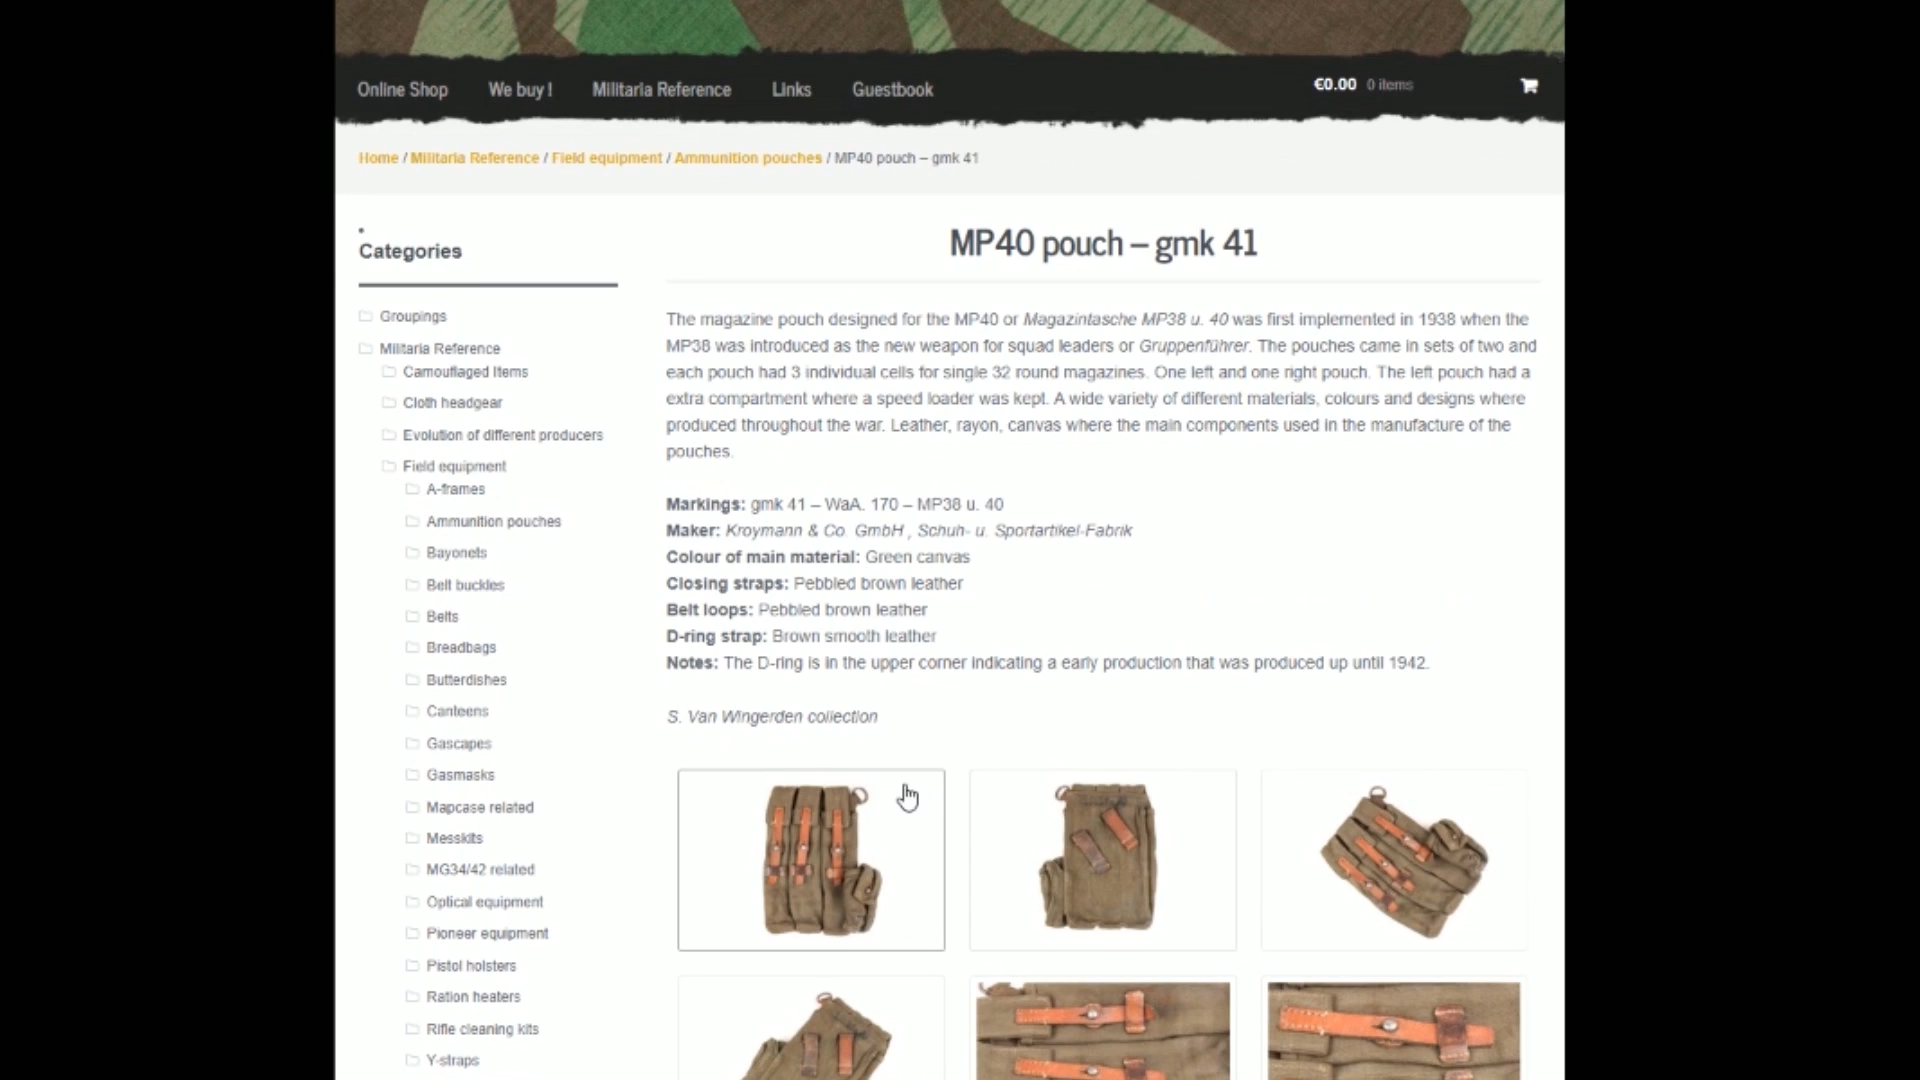 Online Shop We buy ! Militaria Reference Links Guestbook €0.00 0 items
Home / Militaria Reference / Field equipment / Ammunition pouches / MP40 pouch – gmk 41
Categories
Groupings
Militaria Reference
Camouflaged Items
Cloth headgear
Evolution of different producers
Field equipment
A-frames
Ammunition pouches
Bayonets
Belt buckles
Belts
Breadbags
Butterdishes
Canteens
Gascapes
Gasmasks
Mapcase related
Messkits
MG34/42 related
Optical equipment
Pioneer equipment
Pistol holsters
Ration heaters
Rifle cleaning kits
Y-straps
MP40 pouch – gmk 41
The magazine pouch designed for the MP40 or Magazintasche MP38 u. 40 was first implemented in 1938 when the
MP38 was introduced as the new weapon for squad leaders or Gruppenführer. The pouches came in sets of two and
each pouch had 3 individual cells for single 32 round magazines. One left and one right pouch. The left pouch had a
extra compartment where a speed loader was kept. A wide variety of different materials, colours and designs where
produced throughout the war. Leather, rayon, canvas where the main components used in the manufacture of the
pouches.
Markings: gmk 41 – WaA. 170 – MP38 u. 40
Maker: Kroymann & Co. GmbH , Schuh- u. Sportartikel-Fabrik
Colour of main material: Green canvas
Closing straps: Pebbled brown leather
Belt loops: Pebbled brown leather
D-ring strap: Brown smooth leather
Notes: The D-ring is in the upper corner indicating a early production that was produced up until 1942.
S. Van Wingerden collection